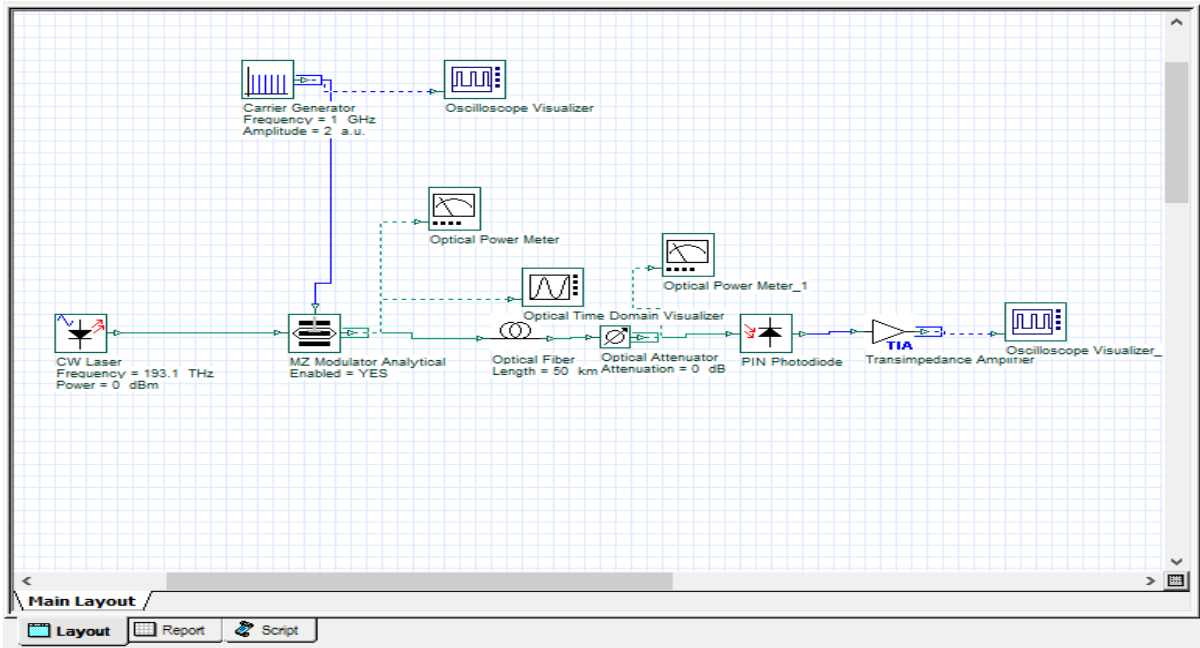 Carrier Generator
Frequency = 1 GHz
Amplitude = 2 a.u.
Oscilloscope Visualizer
Optical Power Meter
Optical Power Meter_1
Optical Time Domain Visualizer
CW Laser
Frequency = 193.1 THz
Power = 0 dBm
MZ Modulator Analytical
Enabled = YES
Optical Fiber
Length = 50 km
Optical Attenuator
Attenuation = 0 dB
PIN Photodiode
TIA
Transimpedance Amplifier
Oscilloscope Visualizer_
Main Layout
Layout
Report
Script